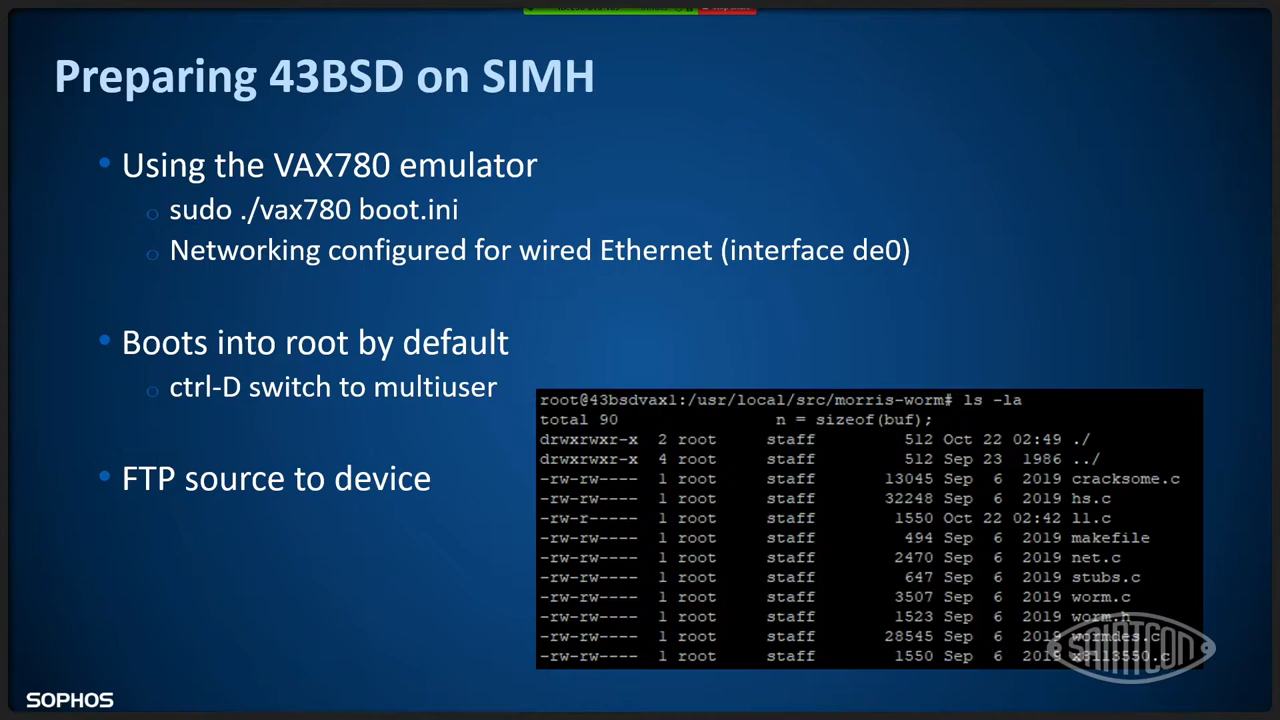 Preparing 43BSD on SIMH
• Using the VAX780 emulator
○ sudo ./vax780 boot.ini
○ Networking configured for wired Ethernet (interface de0)
• Boots into root by default
○ ctrl-D switch to multiuser
• FTP source to device
root@43bsdvax1:/usr/local/src/morris-worm# ls -la
total 90 n = sizeof(buf);
drwxrwxr-x 2 root staff 512 Oct 22 02:49 ./
drwxrwxr-x 4 root staff 512 Sep 23 1986 ../
-rw-rw---- 1 root staff 13045 Sep 6 2019 cracksome.c
-rw-rw---- 1 root staff 32248 Sep 6 2019 hs.c
-rw-r----- 1 root staff 1550 Oct 22 02:42 l1.c
-rw-rw---- 1 root staff 494 Sep 6 2019 makefile
-rw-rw---- 1 root staff 2470 Sep 6 2019 net.c
-rw-rw---- 1 root staff 647 Sep 6 2019 stubs.c
-rw-rw---- 1 root staff 3507 Sep 6 2019 worm.c
-rw-rw---- 1 root staff 1523 Sep 6 2019 worm.h
-rw-rw---- 1 root staff 28545 Sep 6 2019 wormdes.c
-rw-rw---- 1 root staff 1550 Sep 6 2019 x8113550.c
SAINTCON
SOPHOS